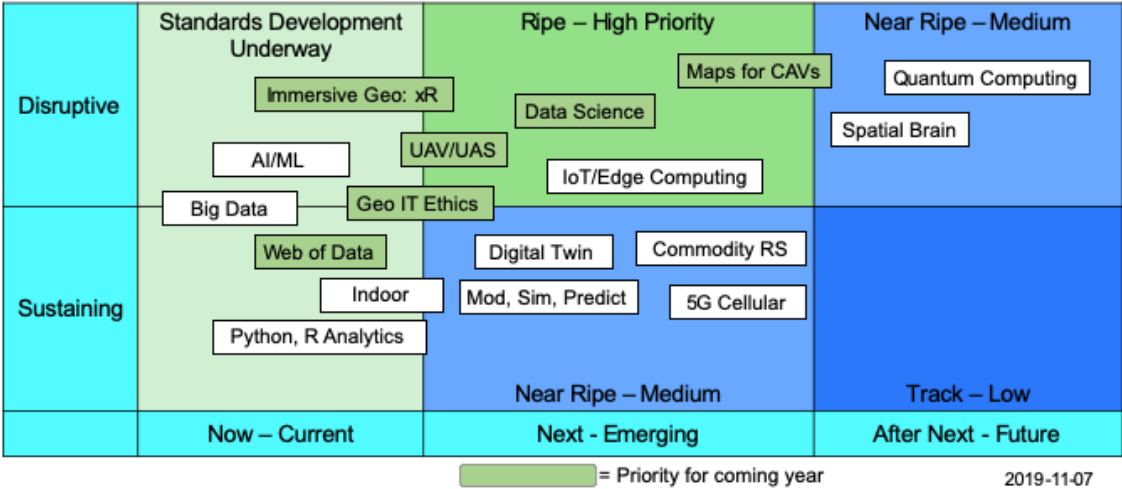 Standards Development
Underway
Ripe – High Priority
Near Ripe – Medium
Disruptive
Immersive Geo: xR
Maps for CAVs
Quantum Computing
Data Science
Spatial Brain
UAV/UAS
AI/ML
IoT/Edge Computing
Big Data
Geo IT Ethics
Sustaining
Web of Data
Digital Twin
Commodity RS
Indoor
Mod, Sim, Predict
5G Cellular
Python, R Analytics
Near Ripe – Medium
Track – Low
Now – Current
Next - Emerging
After Next - Future
= Priority for coming year
2019-11-07